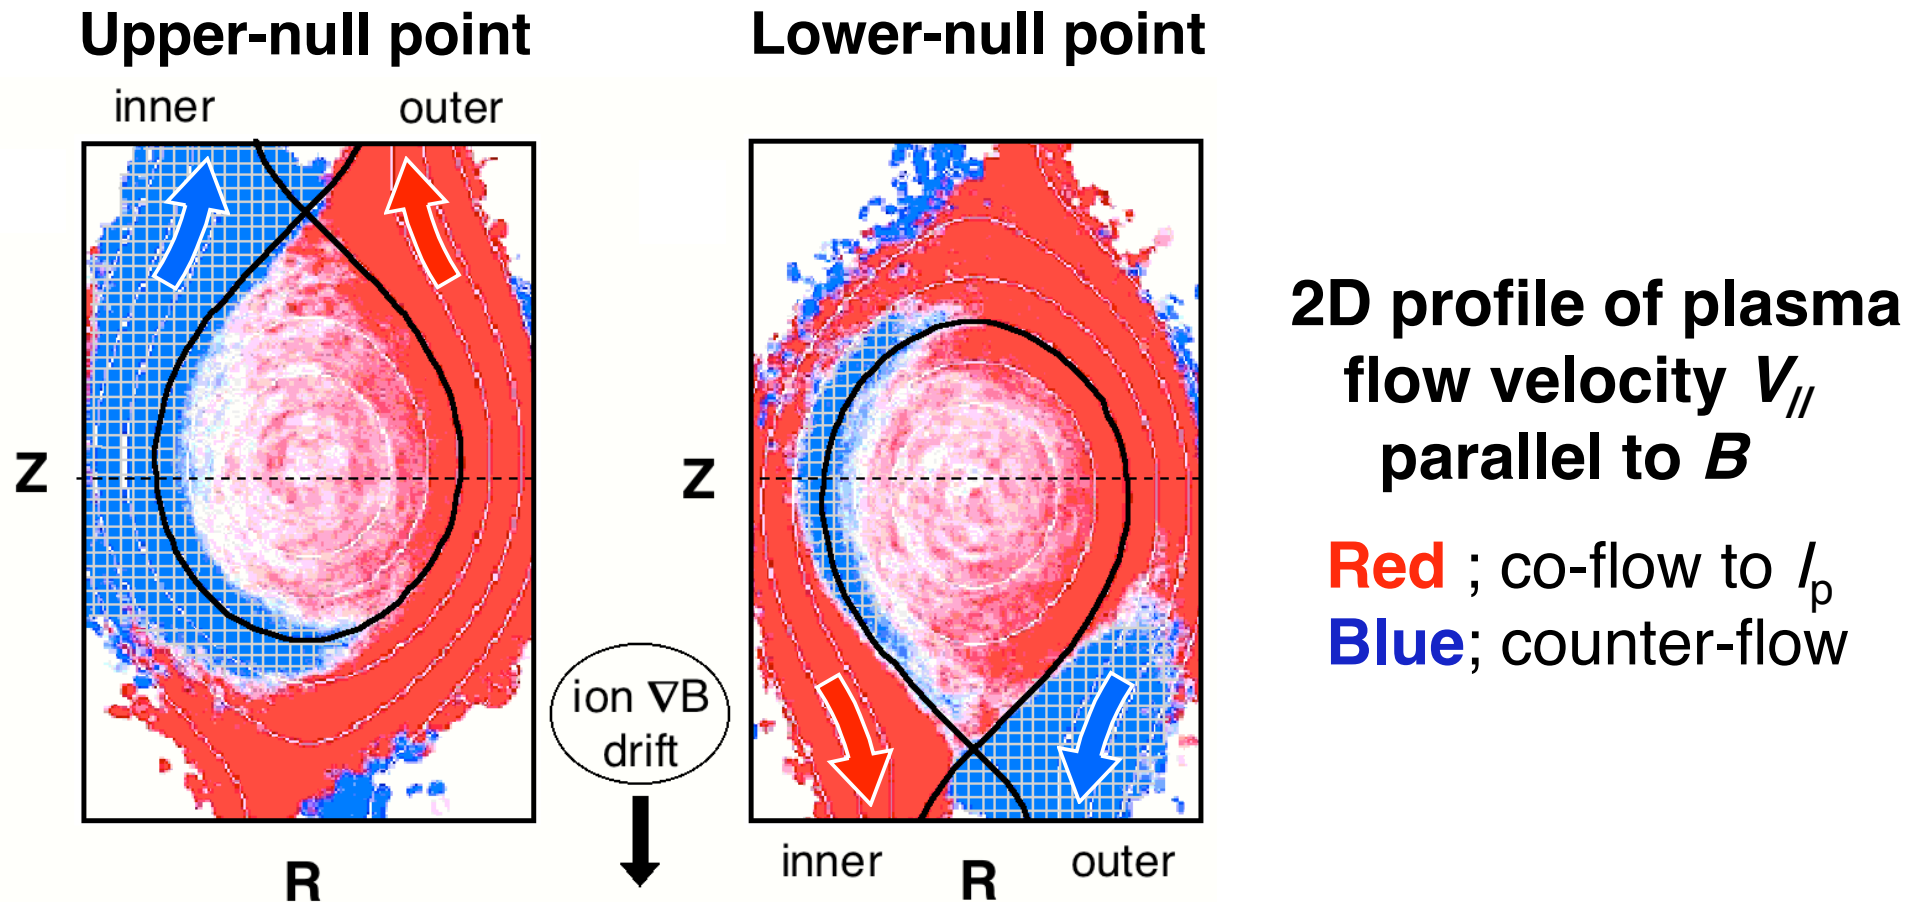 Upper-null point
inner outer
Z
R
ion ∇B
drift
Lower-null point
Z
inner R outer
2D profile of plasma
flow velocity V//
parallel to B
Red ; co-flow to Ip
Blue; counter-flow